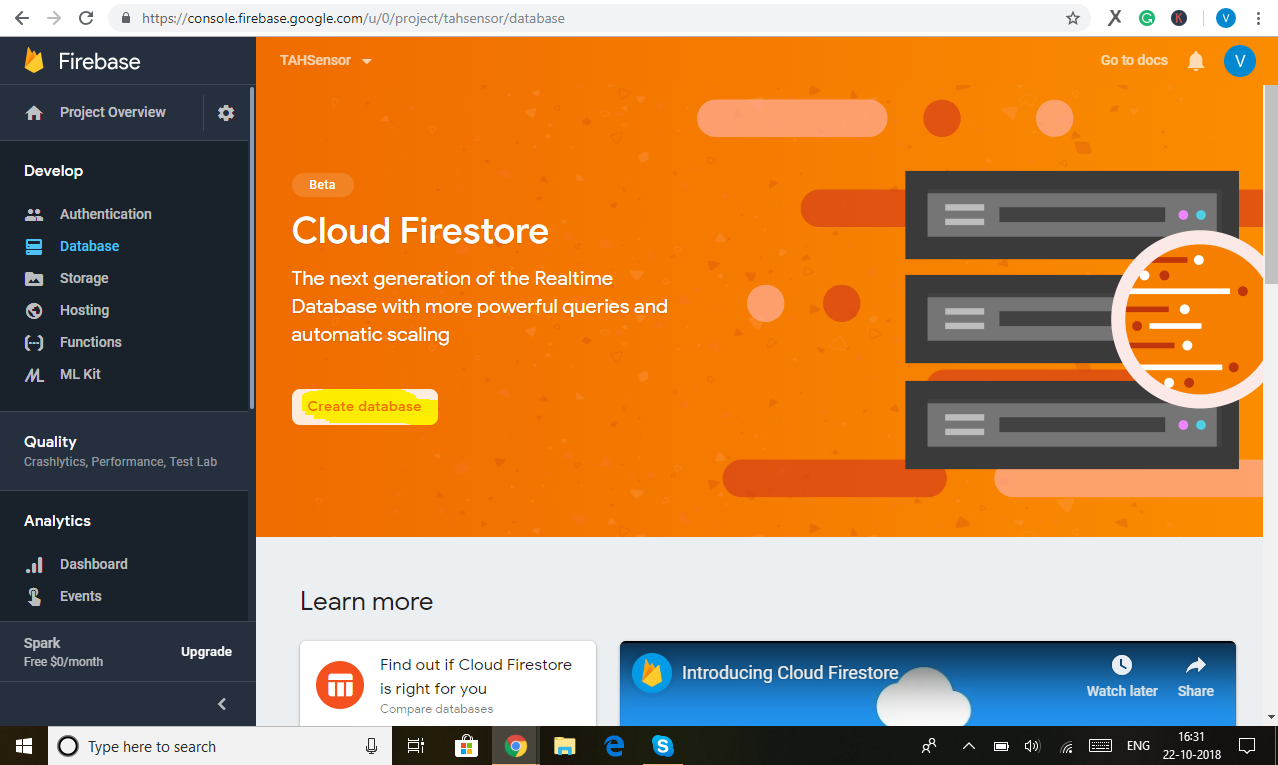 https://console.firebase.google.com/u/0/project/tahsensor/database
V
Firebase
TAHSensor
Go to docs
V
Project Overview
Develop
Authentication
Database
Storage
Hosting
Functions
ML Kit
Quality
Crashlytics, Performance, Test Lab
Analytics
Dashboard
Events
Spark
Free $0/month
Upgrade
Beta
Cloud Firestore
The next generation of the Realtime
Database with more powerful queries and
automatic scaling
Create database
Learn more
Find out if Cloud Firestore
is right for you
Compare databases
Introducing Cloud Firestore
Watch later
Share
Type here to search
ENG
16:31
22-10-2018